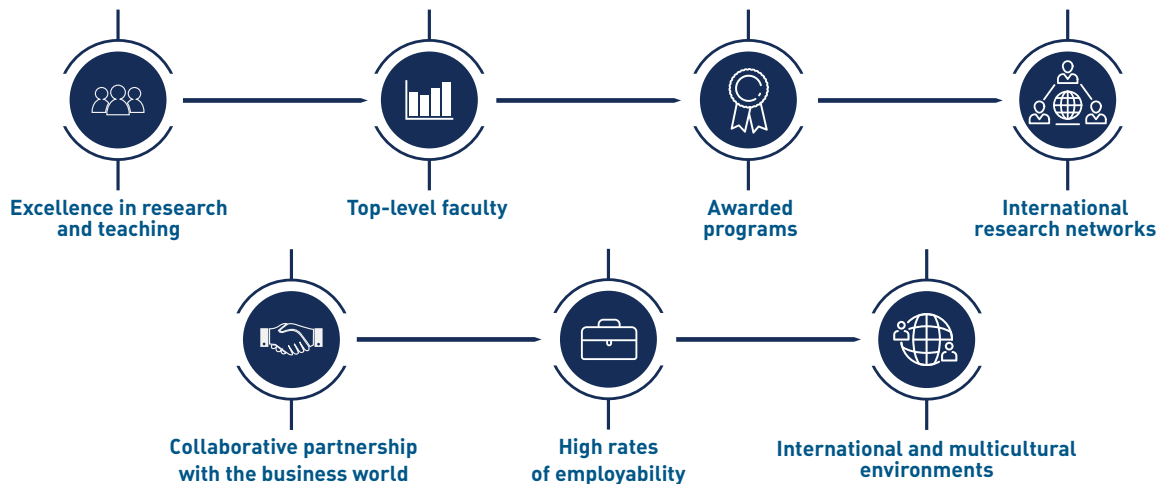 Excellence in research
and teaching
Top-level faculty
Awarded
programs
International
research networks
Collaborative partnership
with the business world
High rates
of employability
International and multicultural
environments